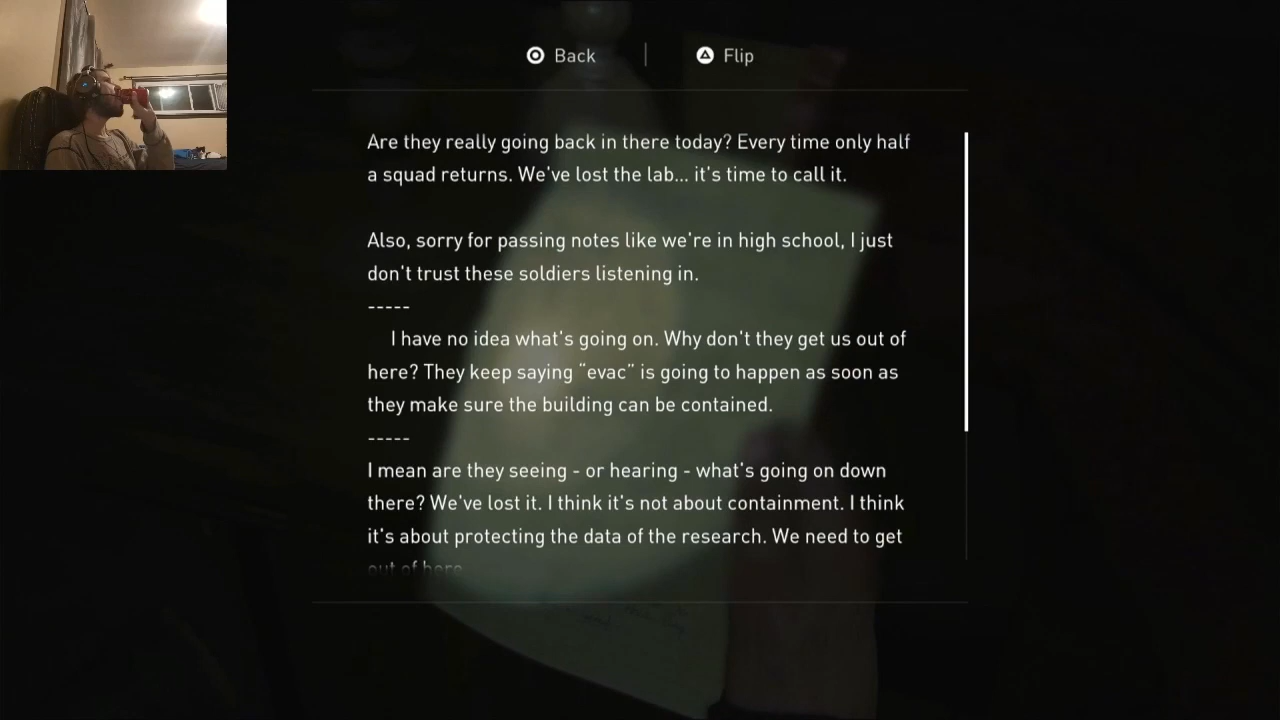 Back
Flip
Are they really going back in there today? Every time only half
a squad returns. We've lost the lab... it's time to call it.
Also, sorry for passing notes like we're in high school, I just
don't trust these soldiers listening in.
-----
I have no idea what's going on. Why don't they get us out of
here? They keep saying “evac” is going to happen as soon as
they make sure the building can be contained.
-----
I mean are they seeing - or hearing - what's going on down
there? We've lost it. I think it's not about containment. I think
it's about protecting the data of the research. We need to get
out of here